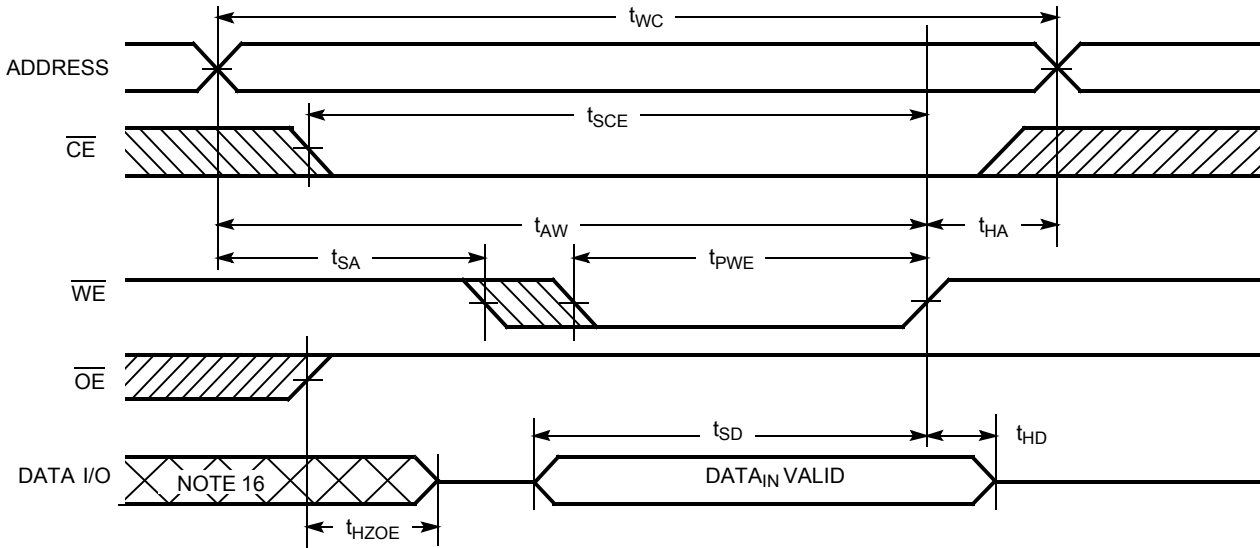 tWC
ADDRESS
tSCE
CE
tAW
tHA
tSA
tPWE
WE
OE
tSD
tHD
DATA I/O
NOTE 16
DATAIN VALID
tHZOE